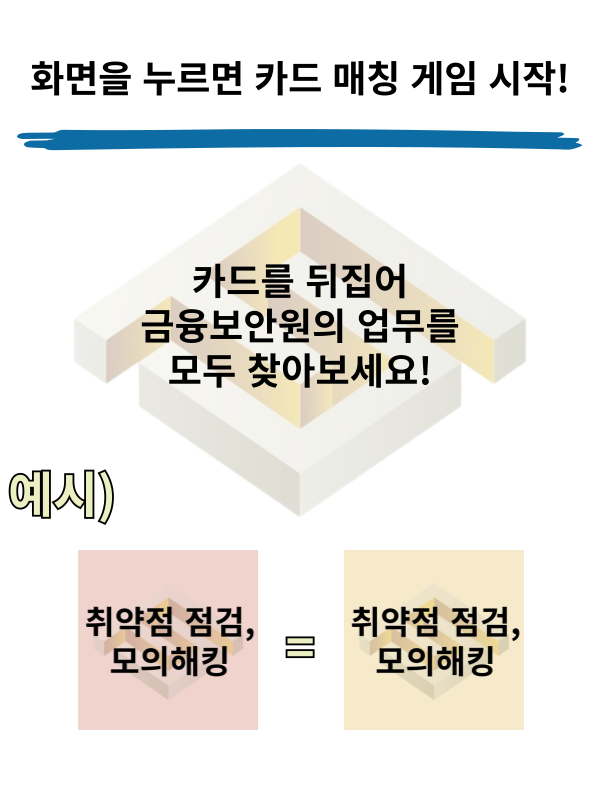 화면을 누르면 카드 매칭 게임 시작!
카드를 뒤집어
금융보안원의 업무를
모두 찾아보세요!
예시)
취약점 점검,
모의해킹
=
취약점 점검,
모의해킹